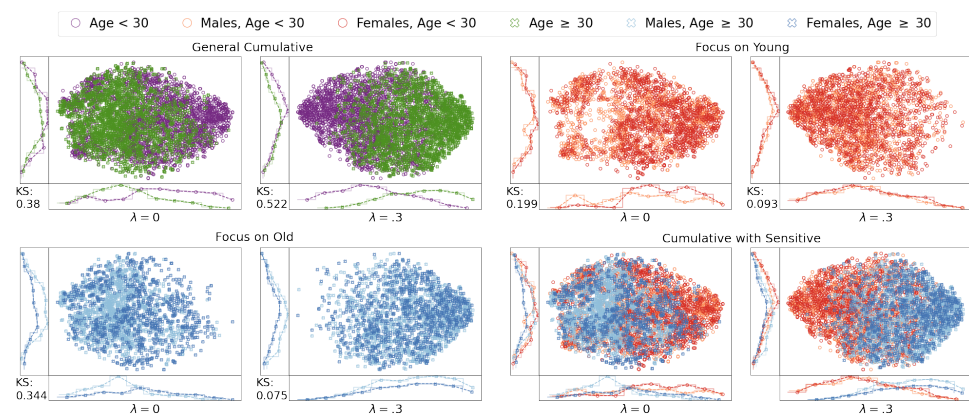 Age < 30 Males, Age < 30 Females, Age < 30 Age ≥ 30 Males, Age ≥ 30 Females, Age ≥ 30
General Cumulative Focus on Young
KS: 0.38 KS: 0.522 KS: 0.199 KS: 0.093
λ = 0 λ = .3 λ = 0 λ = .3
Focus on Old Cumulative with Sensitive
KS: 0.344 KS: 0.075
λ = 0 λ = .3 λ = 0 λ = .3